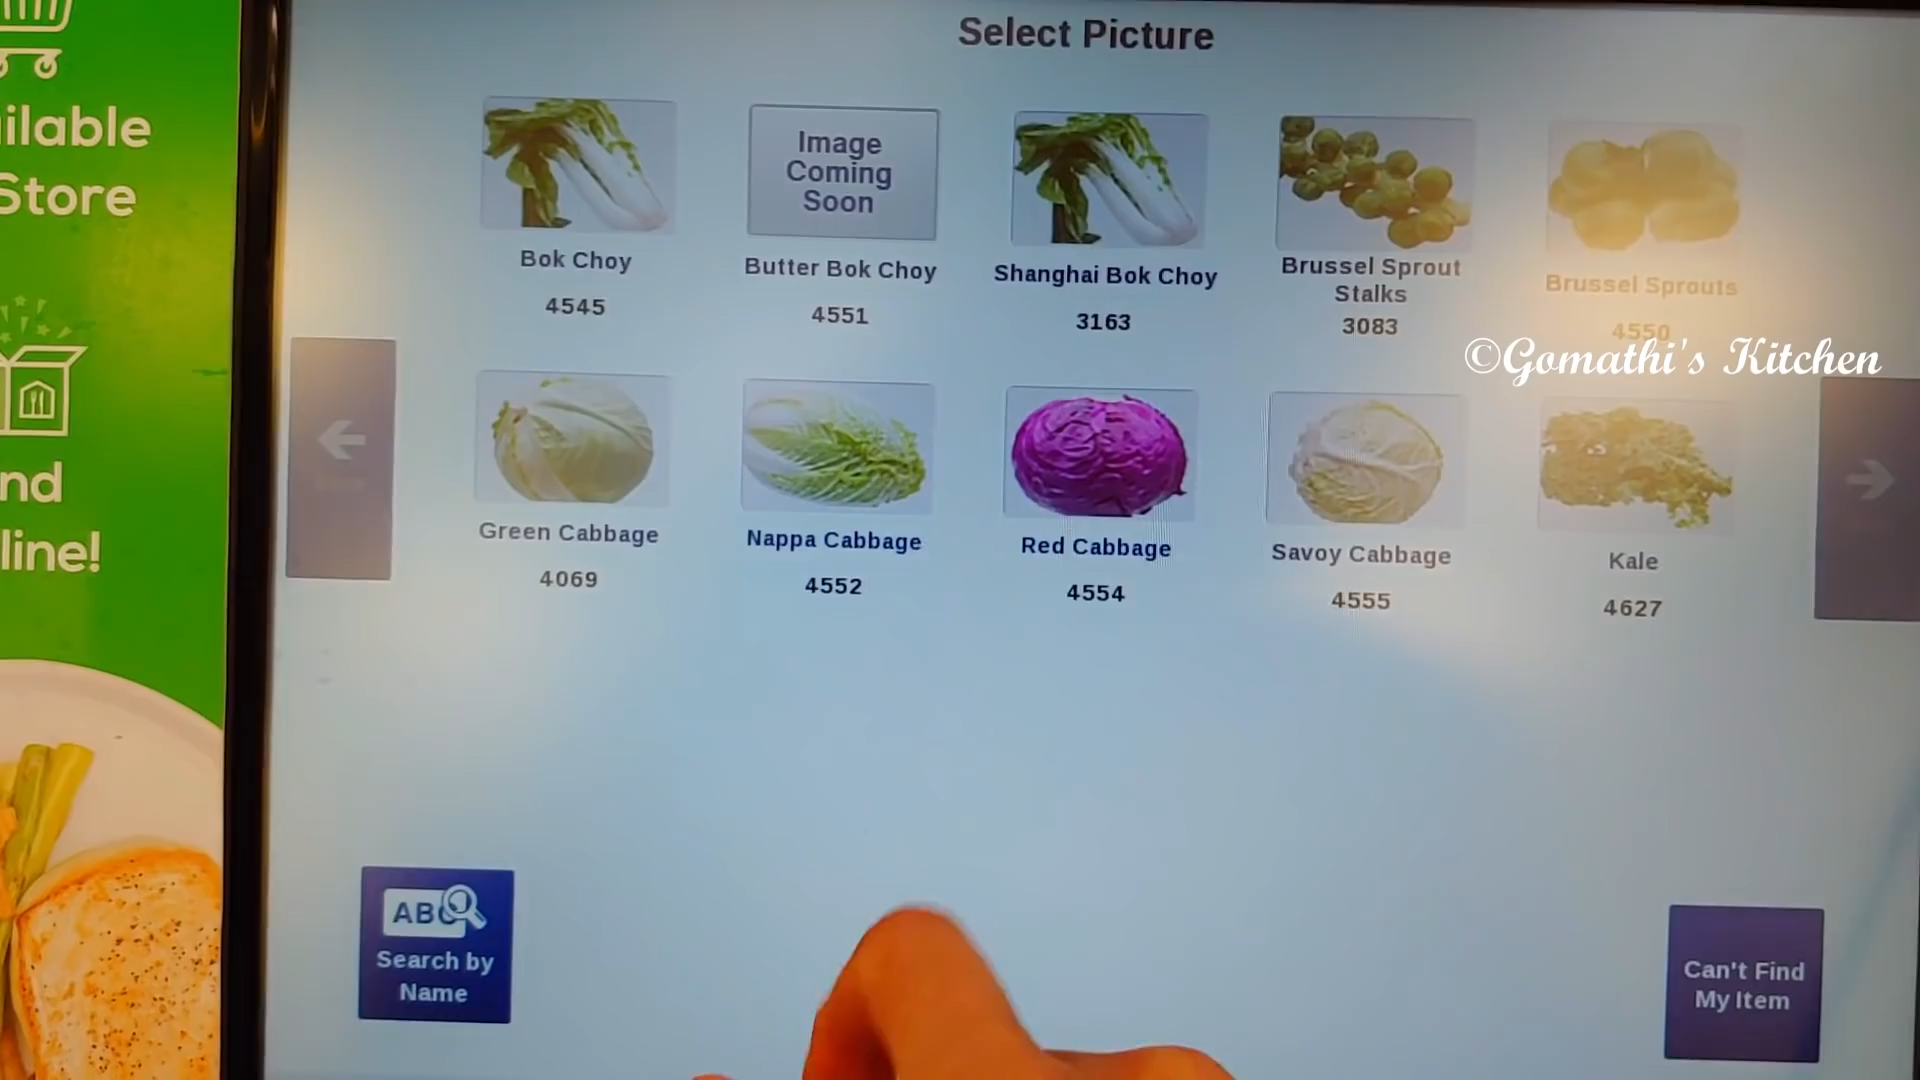 ilable
Store
nd
line!
Select Picture
Image
Coming
Soon
Bok Choy
4545
Butter Bok Choy
4551
Shanghai Bok Choy
3163
Brussel Sprout
Stalks
3083
Brussel Sprouts
4550
©Gomathi's Kitchen
Green Cabbage
4069
Nappa Cabbage
4552
Red Cabbage
4554
Savoy Cabbage
4555
Kale
4627
ABC
Search by
Name
Can't Find
My Item